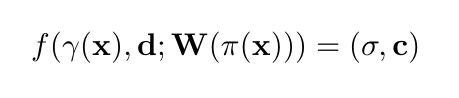 f(γ(𝐱), 𝐝; 𝐖(π(𝐱))) = (σ, 𝐜)